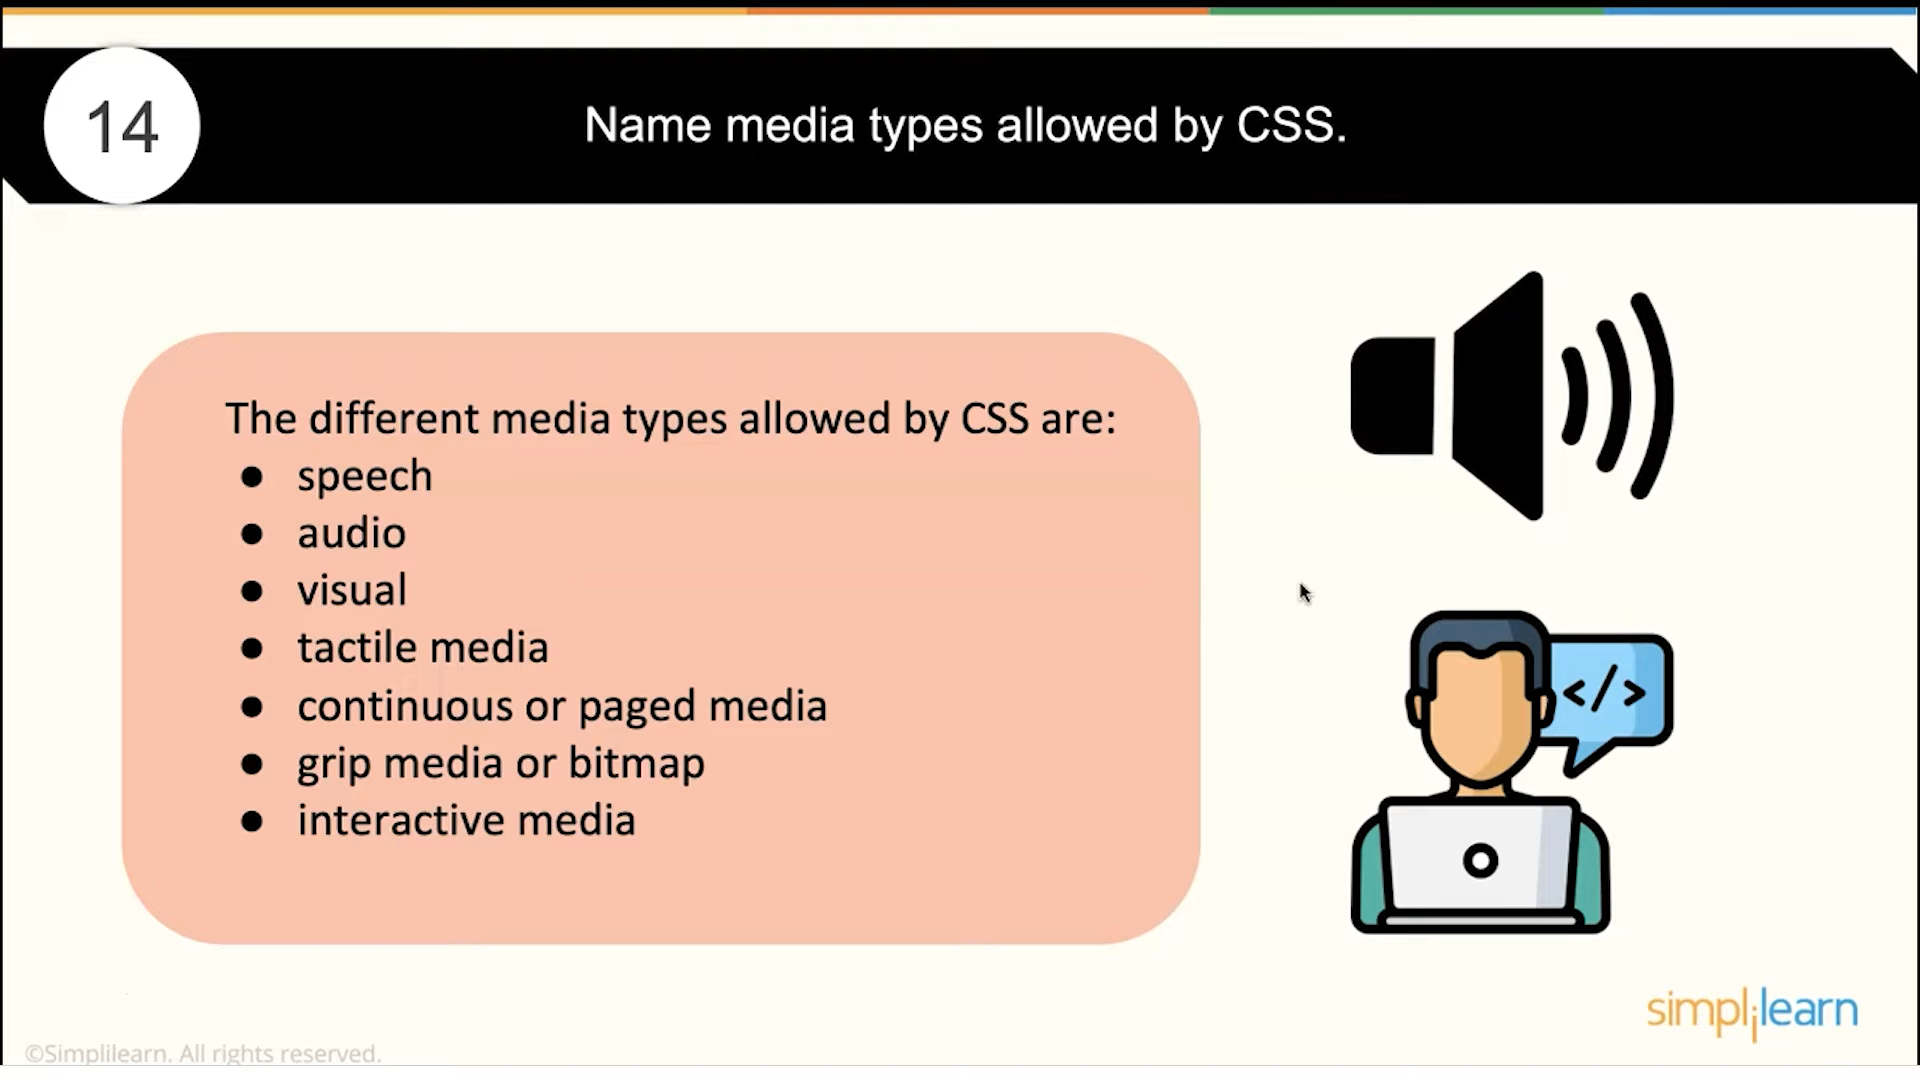 14
Name media types allowed by CSS.
The different media types allowed by CSS are:
● speech
● audio
● visual
● tactile media
● continuous or paged media
● grip media or bitmap
● interactive media
</>
simplilearn
©Simplilearn. All rights reserved.